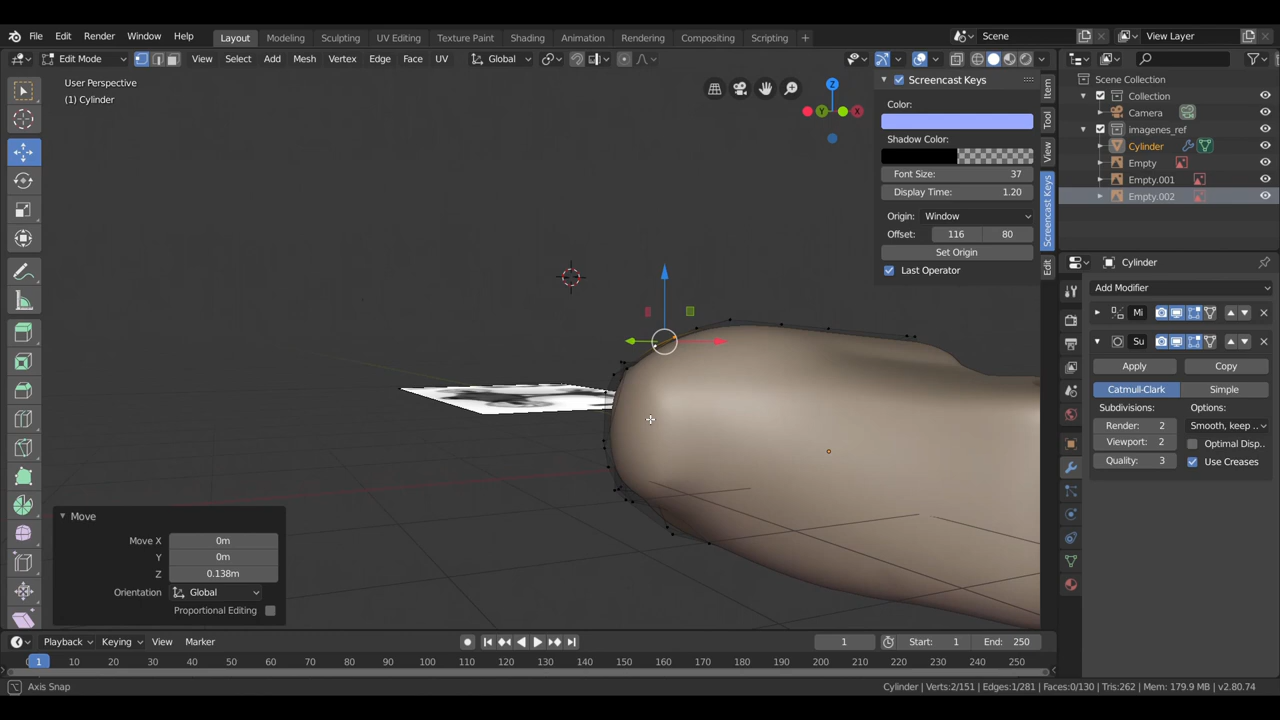 File Edit Render Window Help Layout Modeling Sculpting UV Editing Texture Paint Shading Animation Rendering Compositing Scripting + Scene View Layer
Edit Mode View Select Add Mesh Vertex Edge Face UV Global
User Perspective
(1) Cylinder
Screencast Keys
Color:
Shadow Color:
Font Size: 37
Display Time: 1.20
Origin: Window
Offset: 116 80
Set Origin
Last Operator
Item
Tool
View
Screencast Keys
Edit
X
Y
Z
Scene Collection
Collection
Camera
imagenes_ref
Cylinder
Empty
Empty.001
Empty.002
Cylinder
Add Modifier
Mi
Su
Apply Copy
Catmull-Clark Simple
Subdivisions: Options:
Render: 2 Smooth, keep ..
Viewport: 2 Optimal Disp..
Quality: 3 Use Creases
Move
Move X 0m
Y 0m
Z 0.138m
Orientation Global
Proportional Editing
Playback Keying View Marker 1 Start: 1 End: 250
1 10 20 30 40 50 60 70 80 90 100 110 120 130 140 150 160 170 180 190 200 210 220 230 240 250
Axis Snap Cylinder | Verts:2/151 | Edges:1/281 | Faces:0/130 | Tris:262 | Mem: 179.9 MB | v2.80.74